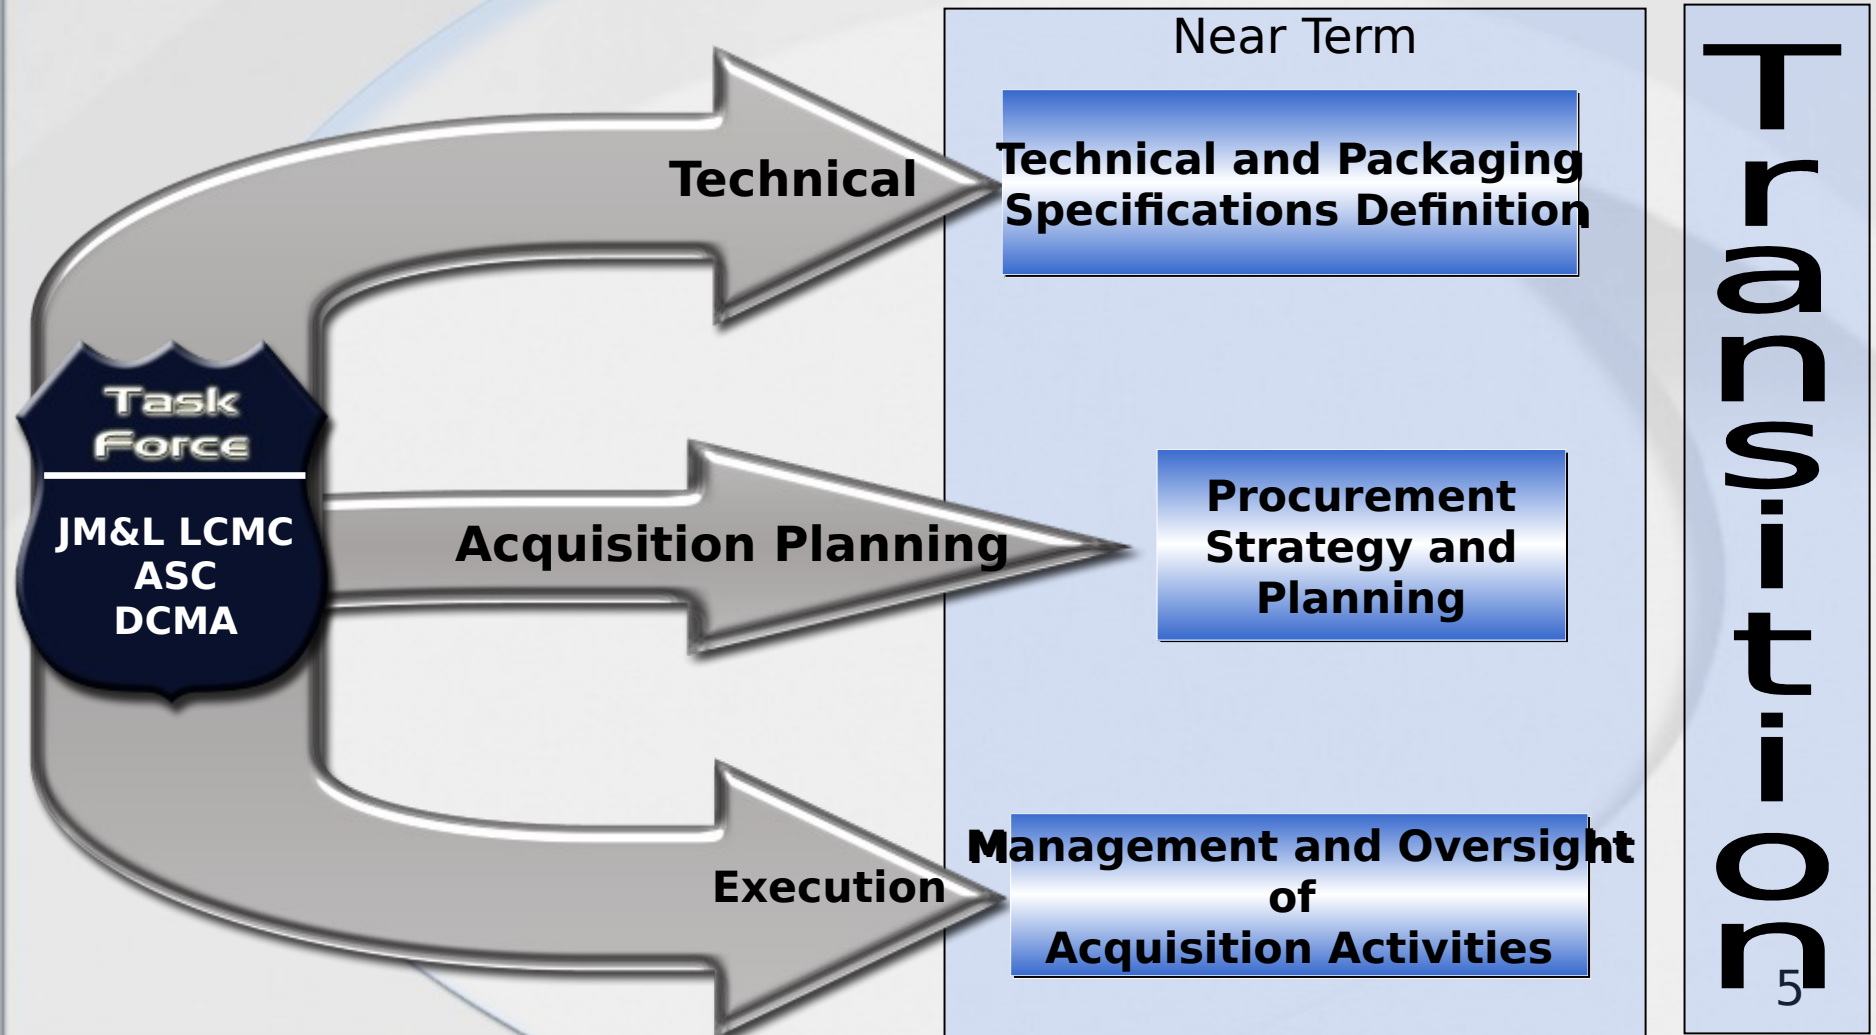 Near Term
Technical
Technical and Packaging
Specifications Definition
Task
Force
JM&L LCMC
ASC
DCMA
Acquisition Planning
Procurement
Strategy and
Planning
Execution
Management and Oversight
of
Acquisition Activities
Transition
5